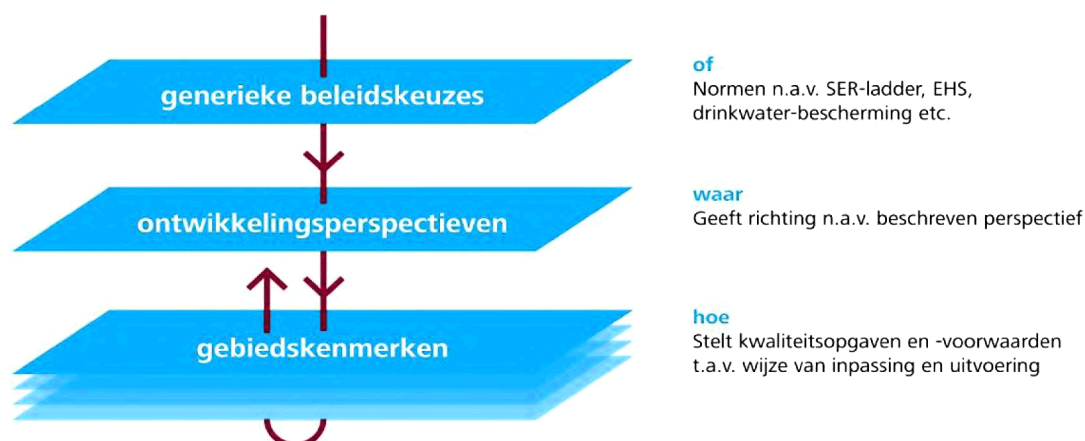 generieke beleidskeuzes
of
Normen n.a.v. SER-ladder, EHS,
drinkwater-bescherming etc.
ontwikkelingsperspectieven
waar
Geeft richting n.a.v. beschreven perspectief
gebiedskenmerken
hoe
Stelt kwaliteitsopgaven en -voorwaarden
t.a.v. wijze van inpassing en uitvoering